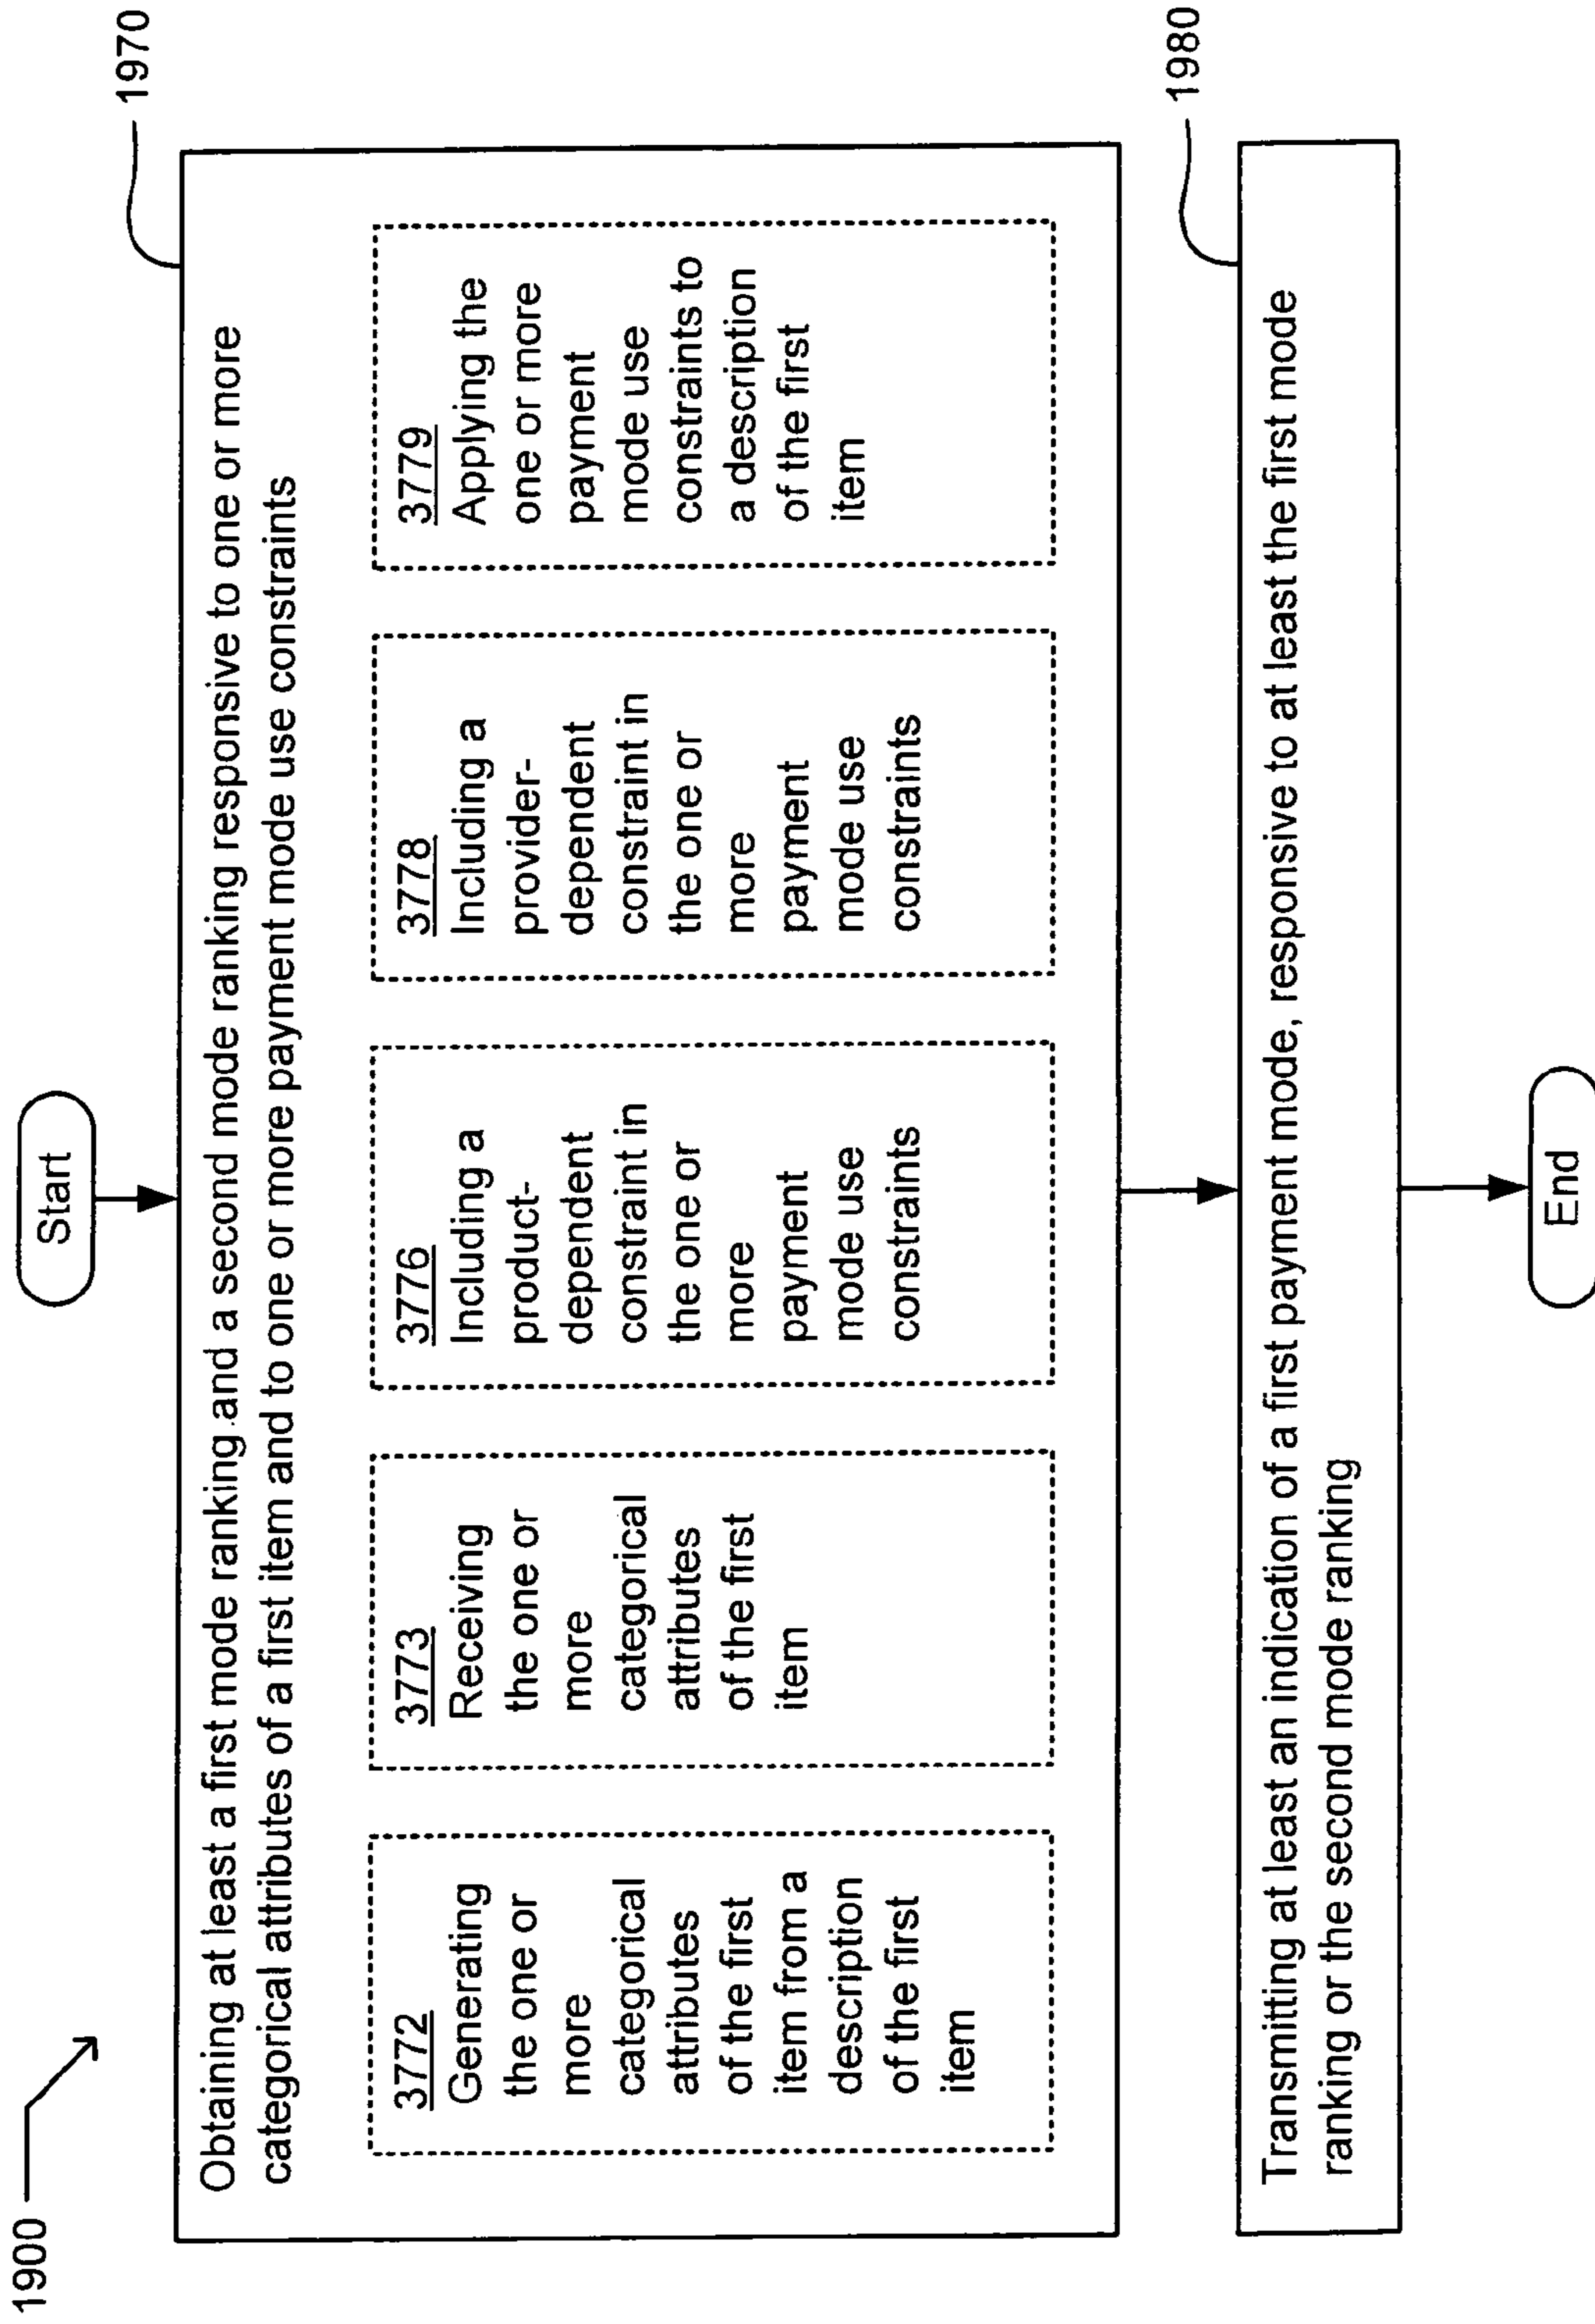 1900
Start
1970
Obtaining at least a first mode ranking and a second mode ranking responsive to one or more
categorical attributes of a first item and to one or more payment mode use constraints
3772
Generating
the one or
more
categorical
attributes
of the first
item from a
description
of the first
item
3773
Receiving
the one or
more
categorical
attributes
of the first
item
3776
Including a
product-
dependent
constraint in
the one or
more
payment
mode use
constraints
3778
Including a
provider-
dependent
constraint in
the one or
more
payment
mode use
constraints
3779
Applying the
one or more
payment
mode use
constraints to
a description
of the first
item
1980
Transmitting at least an indication of a first payment mode, responsive to at least the first mode
ranking or the second mode ranking
End